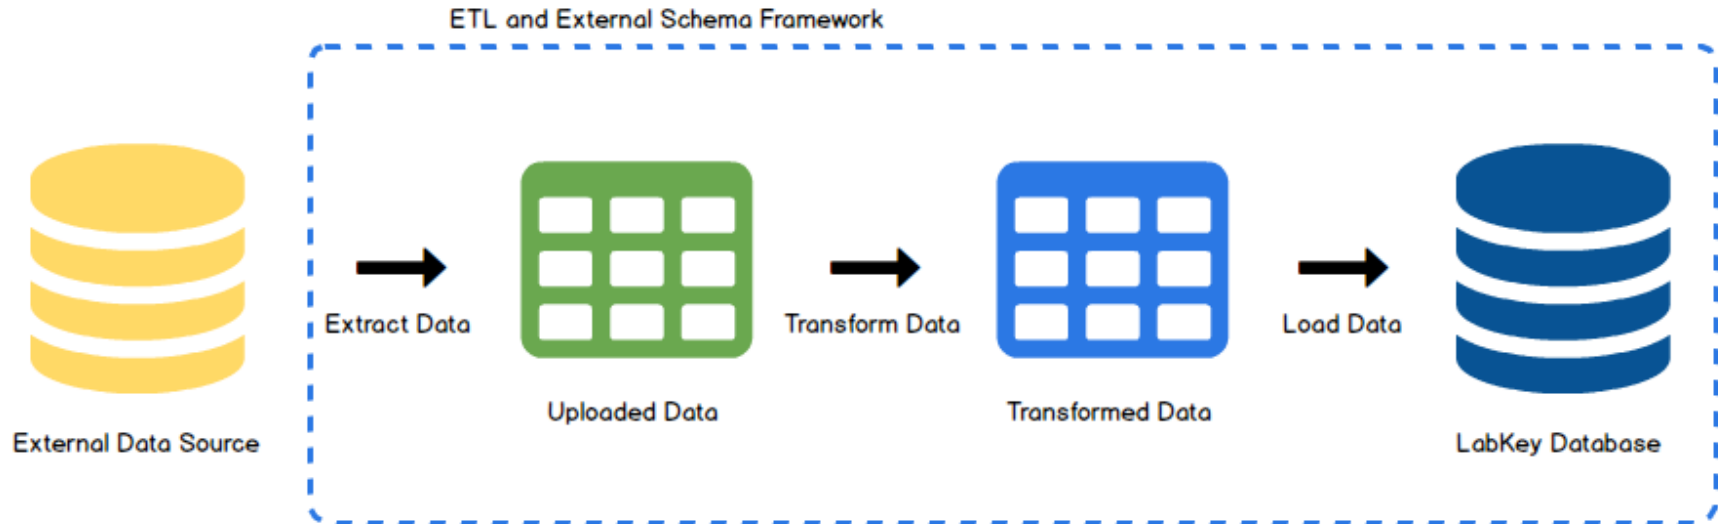 ETL and External Schema Framework
Extract Data
Transform Data
Load Data
Uploaded Data
Transformed Data
External Data Source
LabKey Database